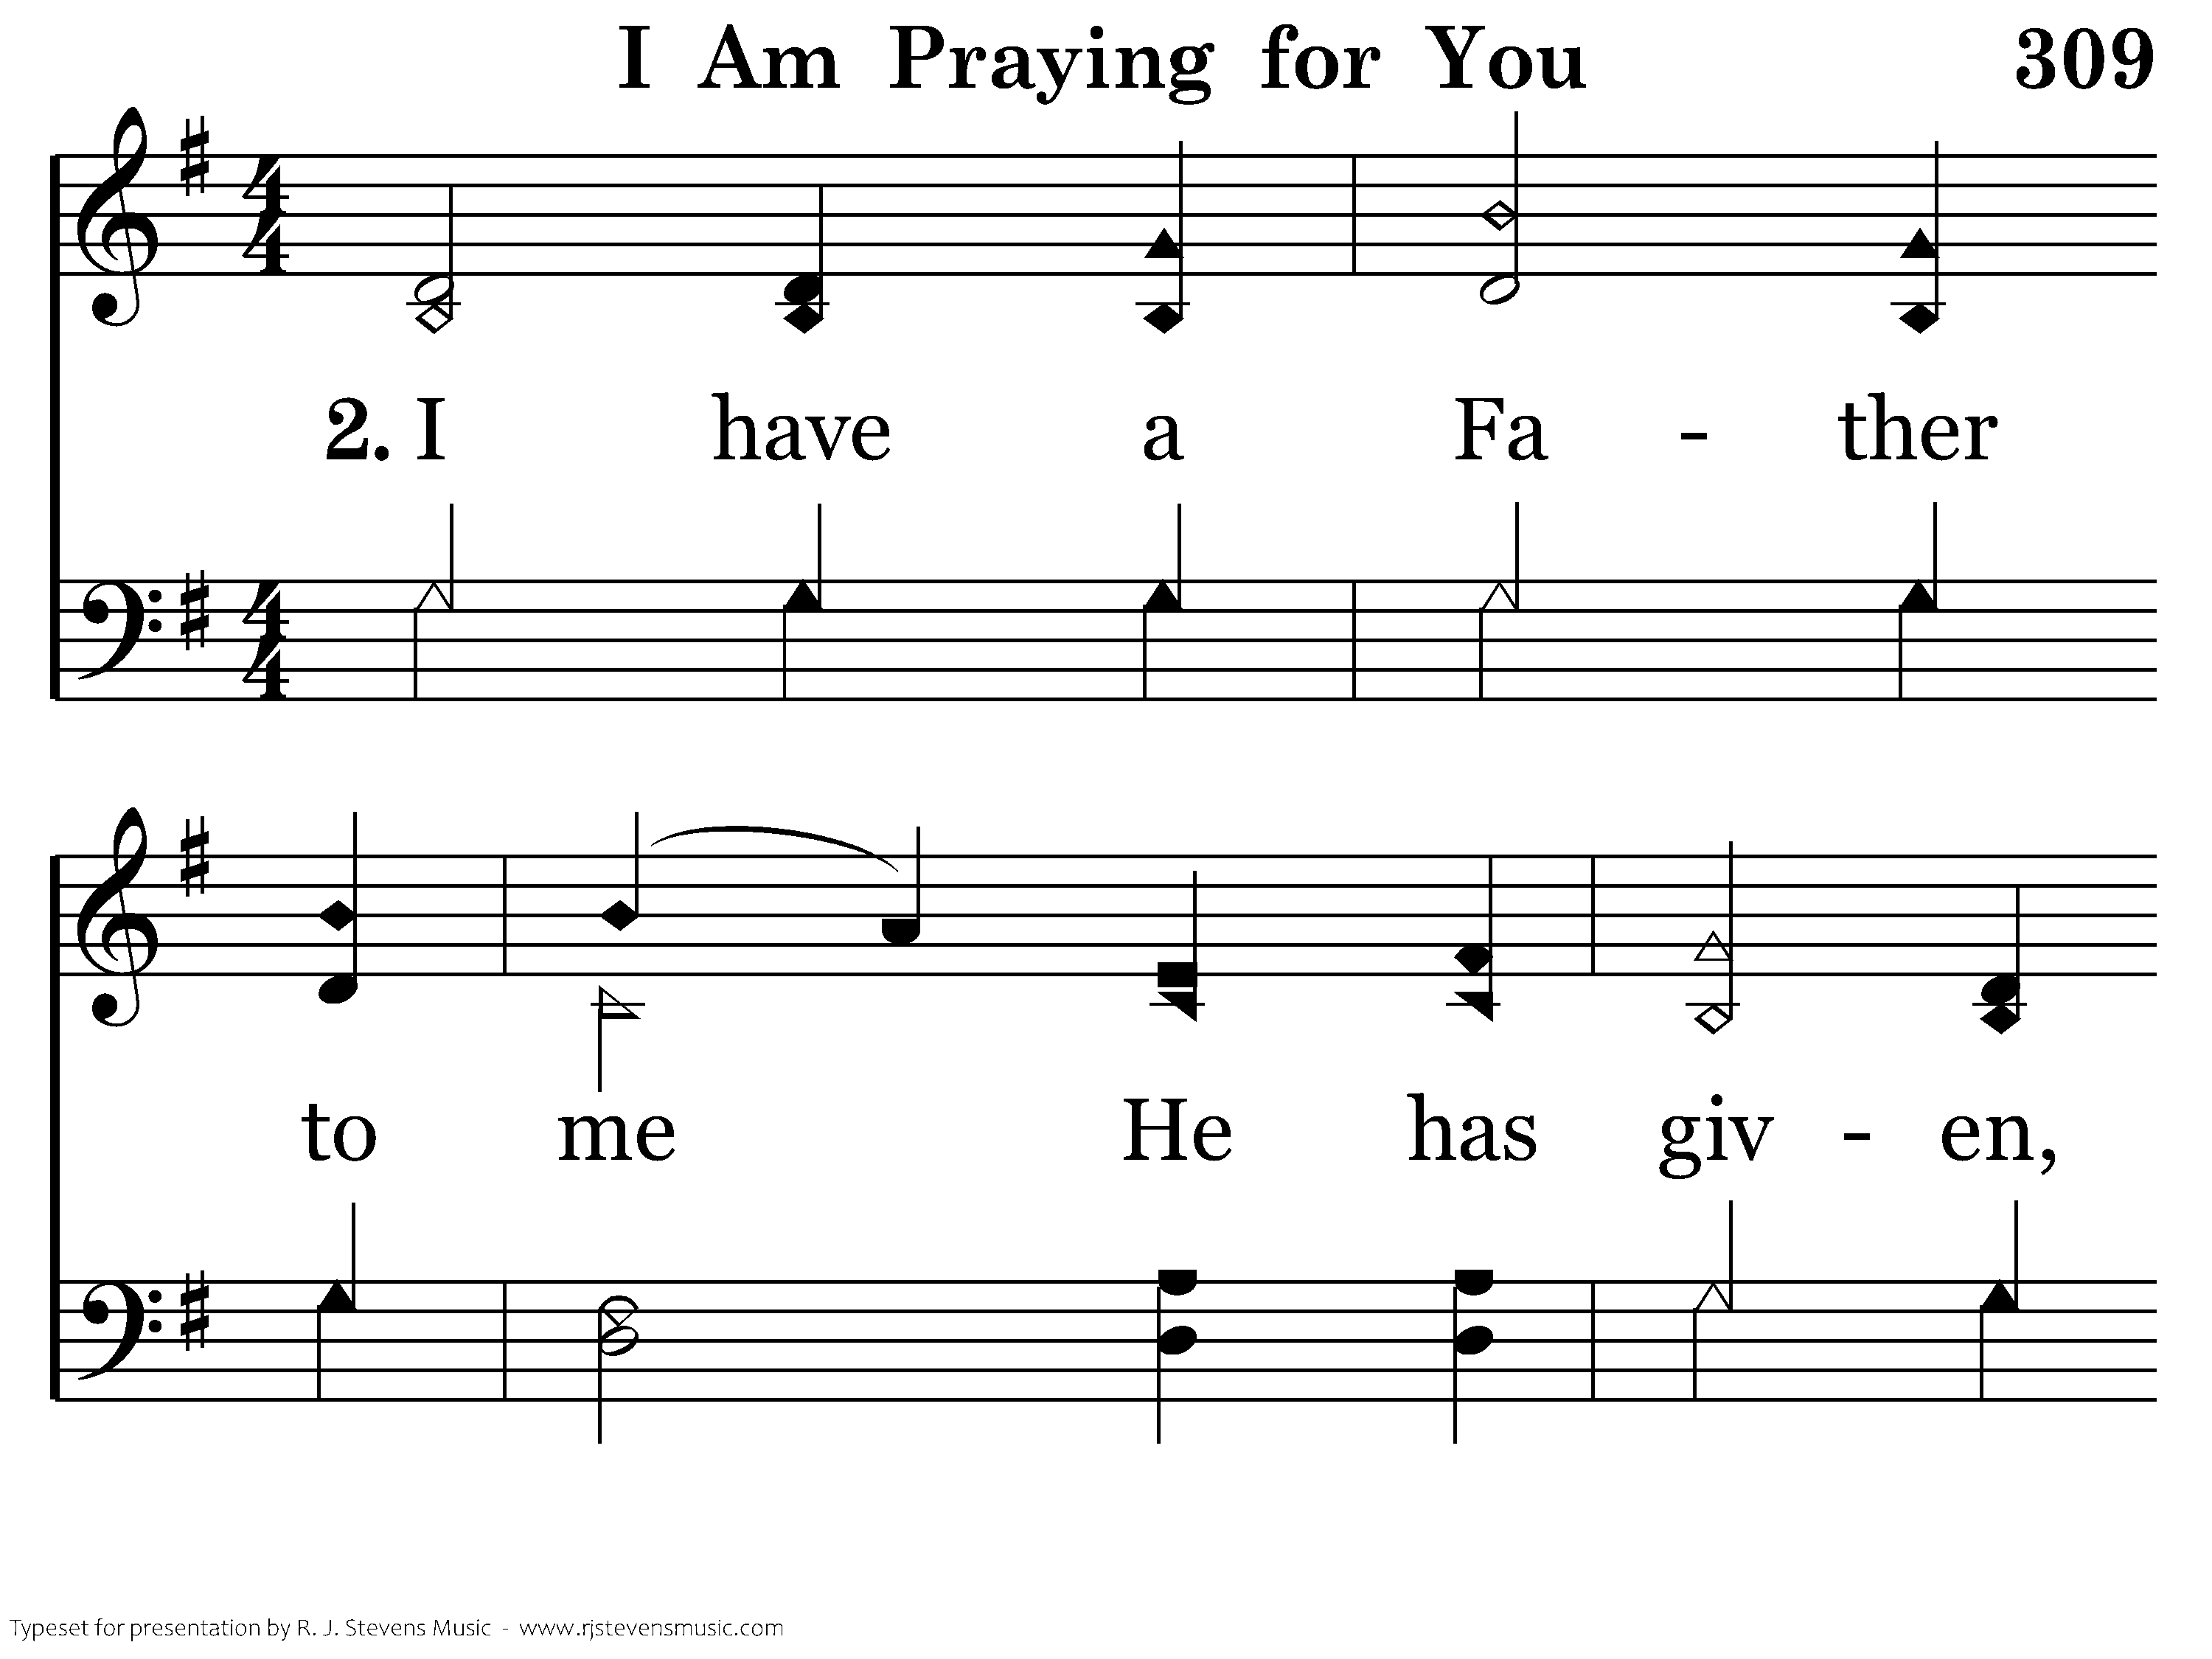 I Am Praying for You 309
2. I have a Fa - ther
to me He has giv - en,
Typeset for presentation by R. J. Stevens Music - www.rjstevensmusic.com